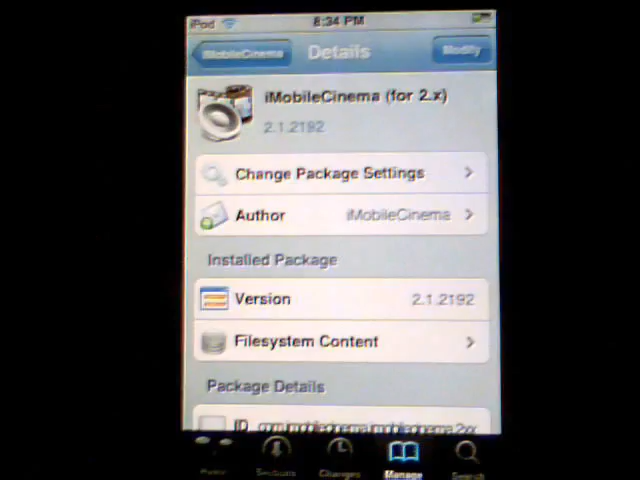 iPod 8:34 PM
iMobileCinema Details Modify
iMobileCinema (for 2.x)
2.1.2192
Change Package Settings
Author iMobileCinema
Installed Package
Version 2.1.2192
Filesystem Content
Package Details
ID
Changes Manage Search